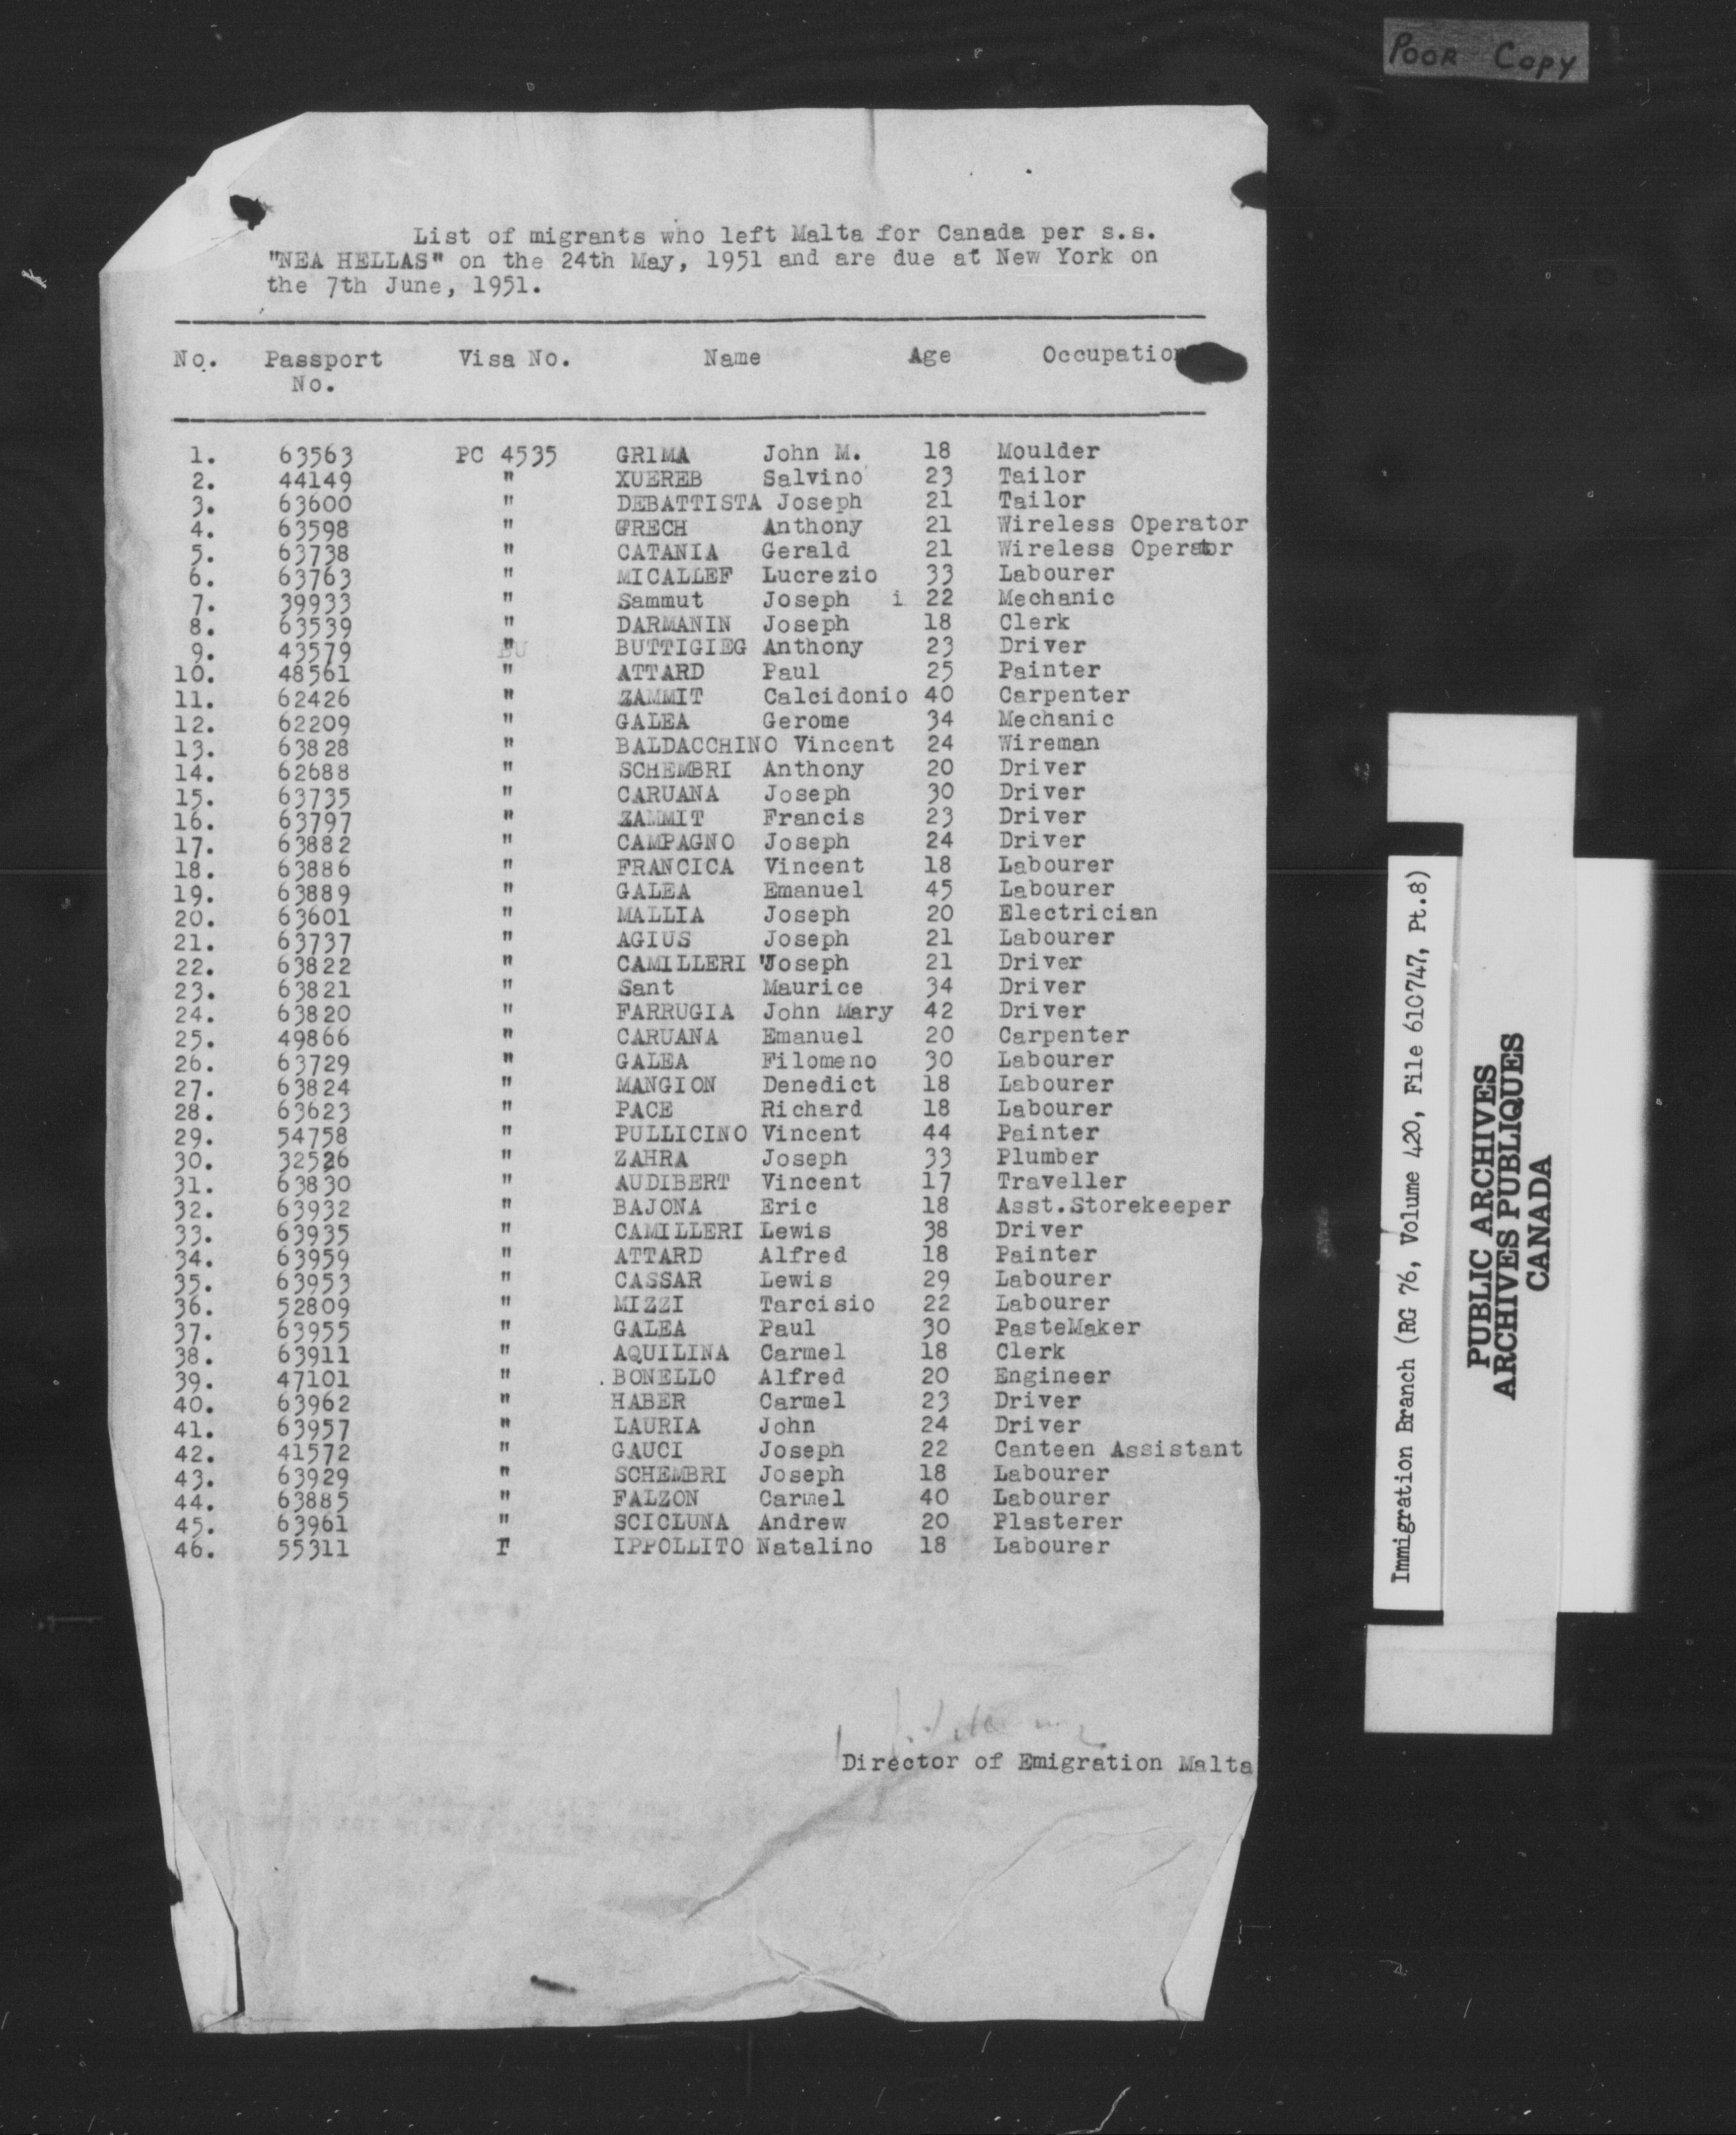 POOR COPY
List of migrants who left Malta for Canada per s.s.
"NEA HELLAS" on the 24th May, 1951 and are due at New York on
the 7th June, 1951.
No. Passport No. Visa No. Name Age Occupation
1. 63563 PC 4535 GRIMA John M. 18 Moulder
2. 44149 " XUEREB Salvino 23 Tailor
3. 63600 " DEBATTISTA Joseph 21 Tailor
4. 63598 " GRECH Anthony 21 Wireless Operator
5. 63738 " CATANIA Gerald 21 Wireless Operator
6. 63763 " MICALLEF Lucrezio 33 Labourer
7. 39933 " Sammut Joseph i 22 Mechanic
8. 63539 " DARMANIN Joseph 18 Clerk
9. 43579 " BUTTIGIEG Anthony 23 Driver
10. 48561 " ATTARD Paul 25 Painter
11. 62426 " ZAMMIT Calcidonio 40 Carpenter
12. 62209 " GALEA Gerome 34 Mechanic
13. 63828 " BALDACCHINO Vincent 24 Wireman
14. 62688 " SCHEMBRI Anthony 20 Driver
15. 63735 " CARUANA Joseph 30 Driver
16. 63797 " ZAMMIT Francis 23 Driver
17. 63882 " CAMPAGNO Joseph 24 Driver
18. 63886 " FRANCICA Vincent 18 Labourer
19. 63889 " GALEA Emanuel 45 Labourer
20. 63601 " MALLIA Joseph 20 Electrician
21. 63737 " AGIUS Joseph 21 Labourer
22. 63822 " CAMILLERI "Joseph 21 Driver
23. 63821 " Sant Maurice 34 Driver
24. 63820 " FARRUGIA John Mary 42 Driver
25. 49866 " CARUANA Emanuel 20 Carpenter
26. 63729 " GALEA Filomeno 30 Labourer
27. 63824 " MANGION Denedict 18 Labourer
28. 63623 " PACE Richard 18 Labourer
29. 54758 " PULLICINO Vincent 44 Painter
30. 32526 " ZAHRA Joseph 33 Plumber
31. 63830 " AUDIBERT Vincent 17 Traveller
32. 63932 " BAJONA Eric 18 Asst.Storekeeper
33. 63935 " CAMILLERI Lewis 38 Driver
34. 63959 " ATTARD Alfred 18 Painter
35. 63953 " CASSAR Lewis 29 Labourer
36. 52809 " MIZZI Tarcisio 22 Labourer
37. 63955 " GALEA Paul 30 PasteMaker
38. 63911 " AQUILINA Carmel 18 Clerk
39. 47101 " .BONELLO Alfred 20 Engineer
40. 63962 " HABER Carmel 23 Driver
41. 63957 " LAURIA John 24 Driver
42. 41572 " GAUCI Joseph 22 Canteen Assistant
43. 63929 " SCHEMBRI Joseph 18 Labourer
44. 63885 " FALZON Carmel 40 Labourer
45. 63961 " SCICLUNA Andrew 20 Plasterer
46. 55311 " IPPOLLITO Natalino 18 Labourer
Director of Emigration Malta
Immigration Branch (RG 76, Volume 420, File 610747, Pt.8)
PUBLIC ARCHIVES
ARCHIVES PUBLIQUES
CANADA